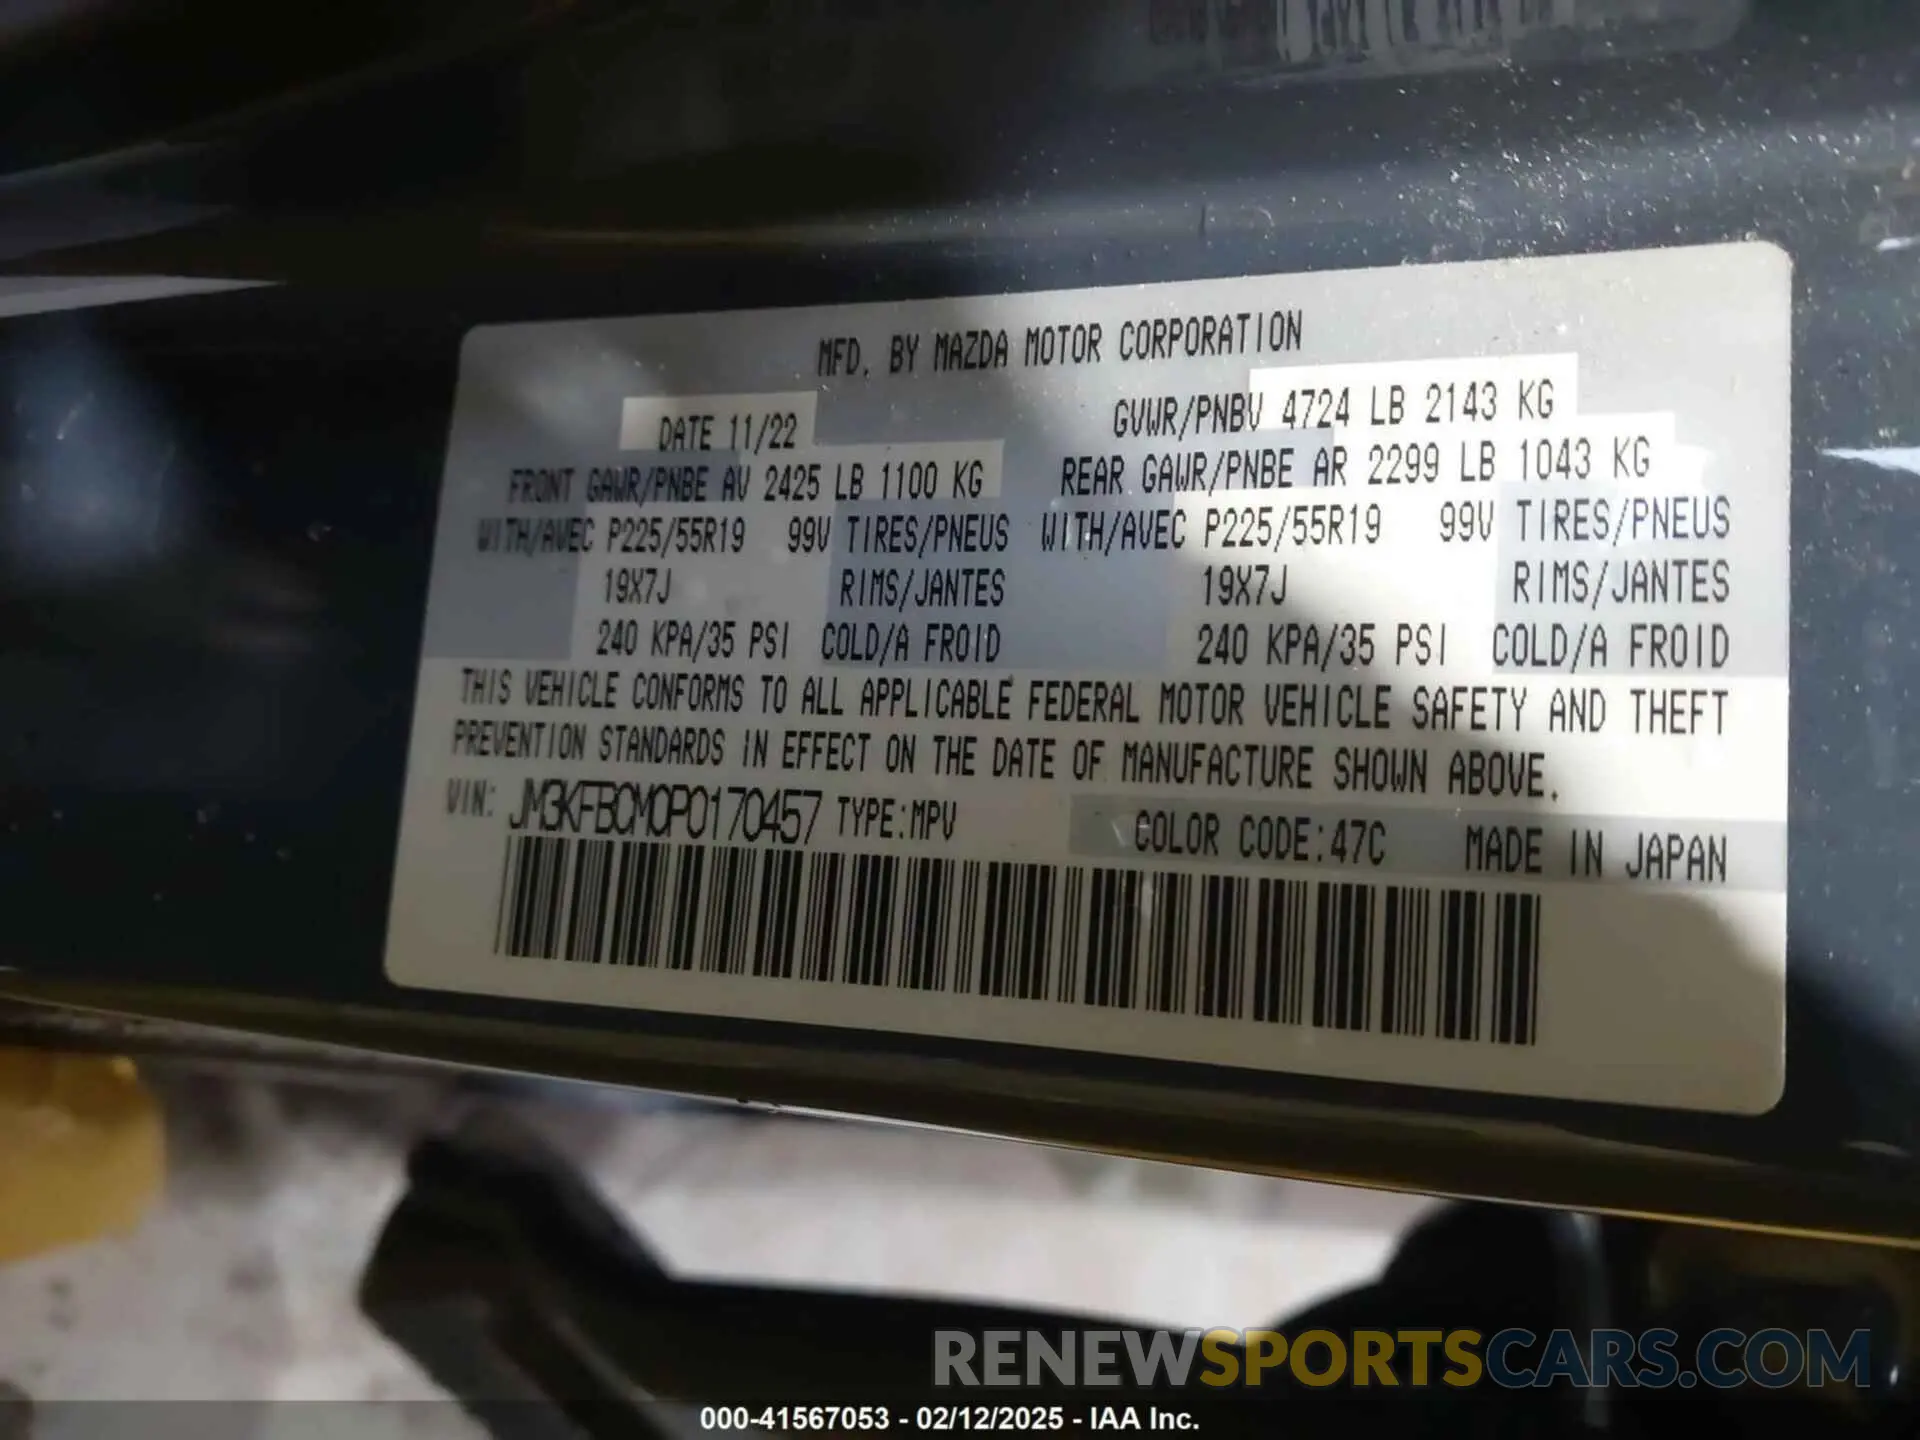 MFD. BY MAZDA MOTOR CORPORATION
DATE 11/22 GVWR/PNBV 4724 LB 2143 KG
FRONT GAWR/PNBE AV 2425 LB 1100 KG REAR GAWR/PNBE AR 2299 LB 1043 KG
WITH/AVEC P225/55R19 99V TIRES/PNEUS WITH/AVEC P225/55R19 99V TIRES/PNEUS
19X7J RIMS/JANTES 19X7J RIMS/JANTES
240 KPA/35 PSI COLD/A FROID 240 KPA/35 PSI COLD/A FROID
THIS VEHICLE CONFORMS TO ALL APPLICABLE FEDERAL MOTOR VEHICLE SAFETY AND THEFT
PREVENTION STANDARDS IN EFFECT ON THE DATE OF MANUFACTURE SHOWN ABOVE.
VIN: JM3KFBCM0P0170457 TYPE:MPV COLOR CODE:47C MADE IN JAPAN
RENEWSPORTSCARS.COM
000-41567053 - 02/12/2025 - IAA Inc.